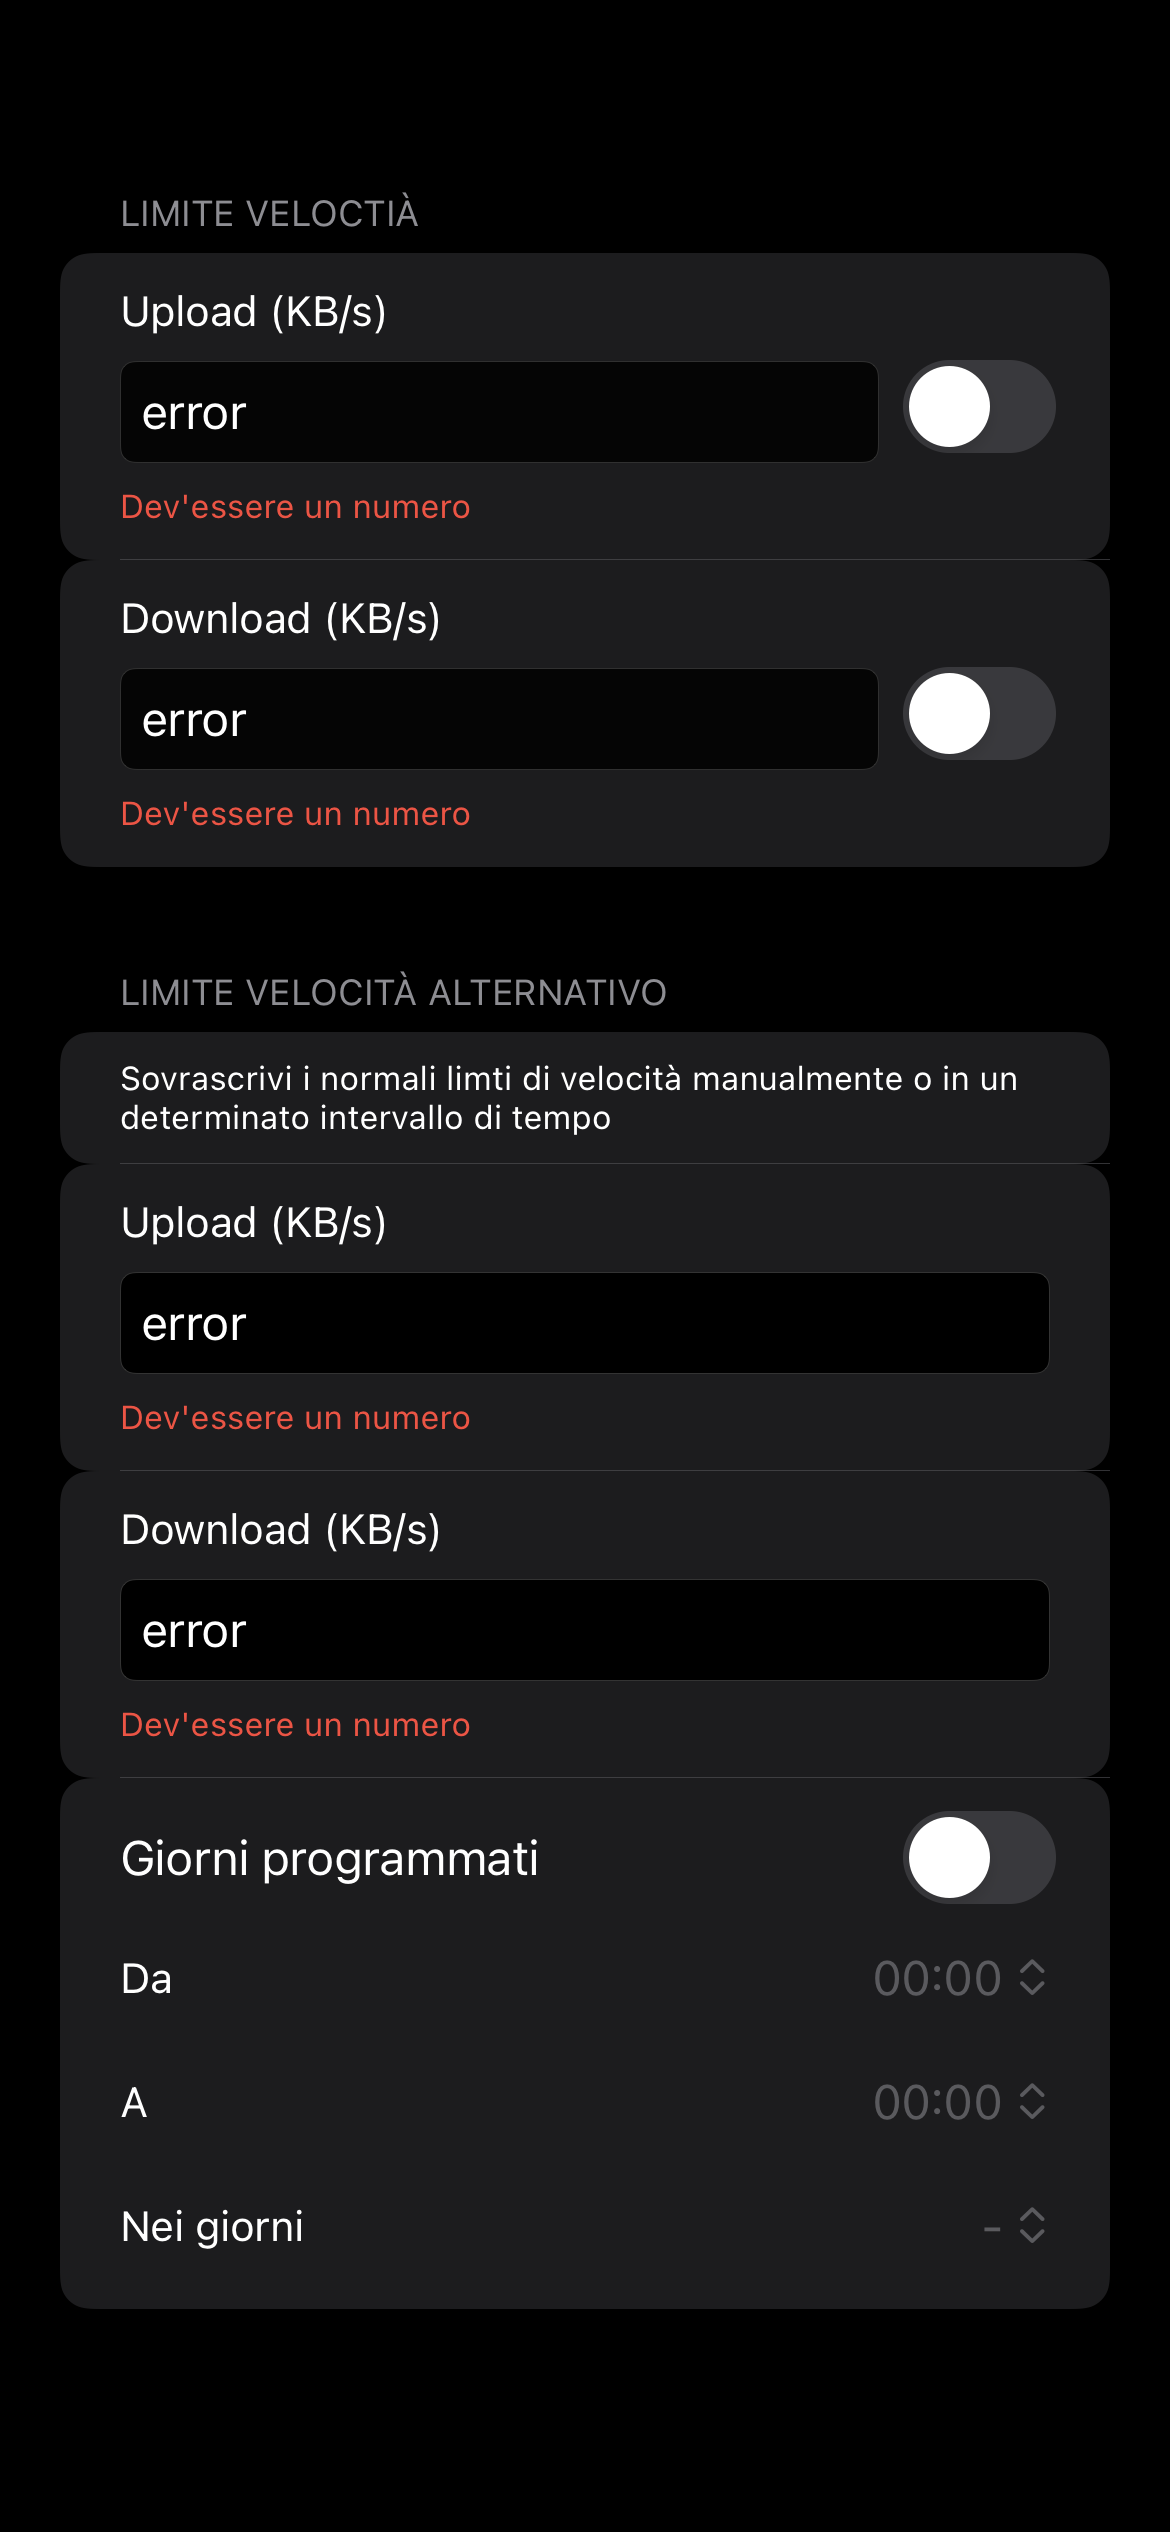 LIMITE VELOCTIÀ
Upload (KB/s)
error
Dev'essere un numero
Download (KB/s)
error
Dev'essere un numero
LIMITE VELOCITÀ ALTERNATIVO
Sovrascrivi i normali limti di velocità manualmente o in un
determinato intervallo di tempo
Upload (KB/s)
error
Dev'essere un numero
Download (KB/s)
error
Dev'essere un numero
Giorni programmati
Da 00:00
A 00:00
Nei giorni -